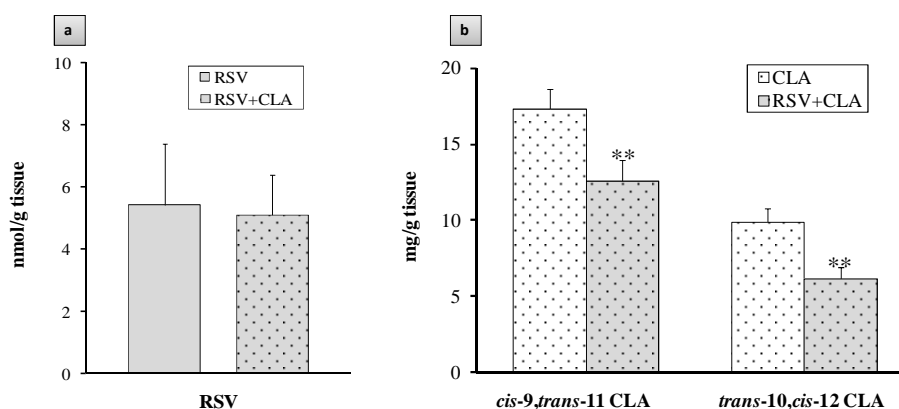 a
10
8
6
4
2
0
nmol/g tissue
RSV
RSV+CLA
RSV
b
20
15
10
5
0
mg/g tissue
CLA
RSV+CLA
**
**
cis-9,trans-11 CLA
trans-10,cis-12 CLA